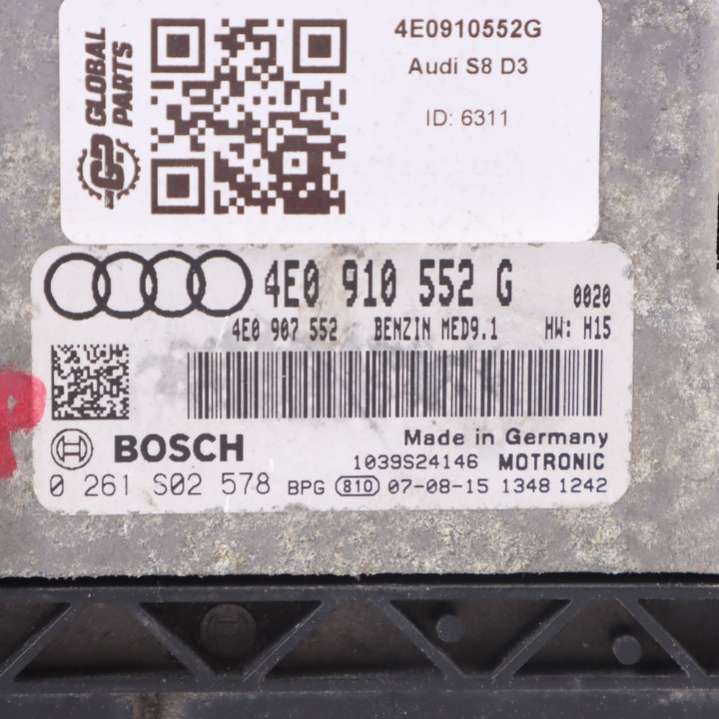 GLOBAL PARTS
4E0910552G
Audi S8 D3
ID: 6311
4E0 910 552 G 0020
4E0 907 552 BENZIN MED9.1 HW: H15
BOSCH
Made in Germany
1039S24146 MOTRONIC
0 261 S02 578 BPG 810 07-08-15 1348 1242